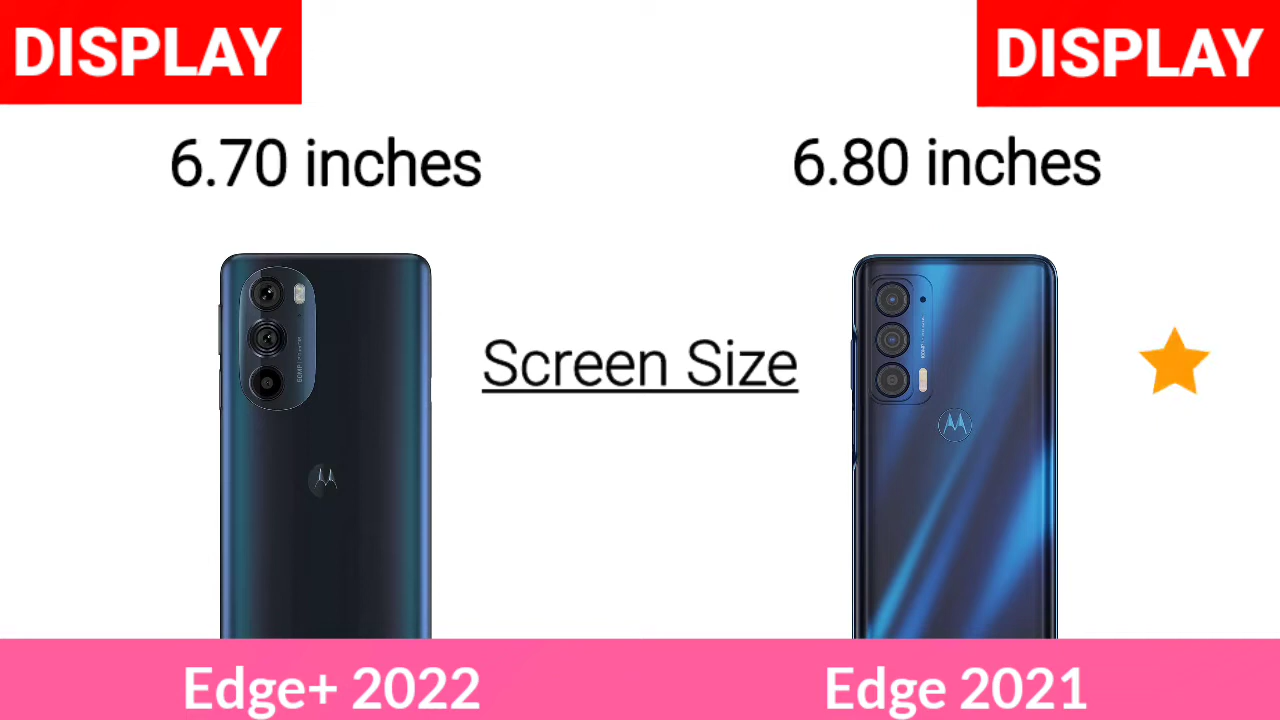 DISPLAY
DISPLAY
6.70 inches
6.80 inches
Screen Size
Edge+ 2022
Edge 2021